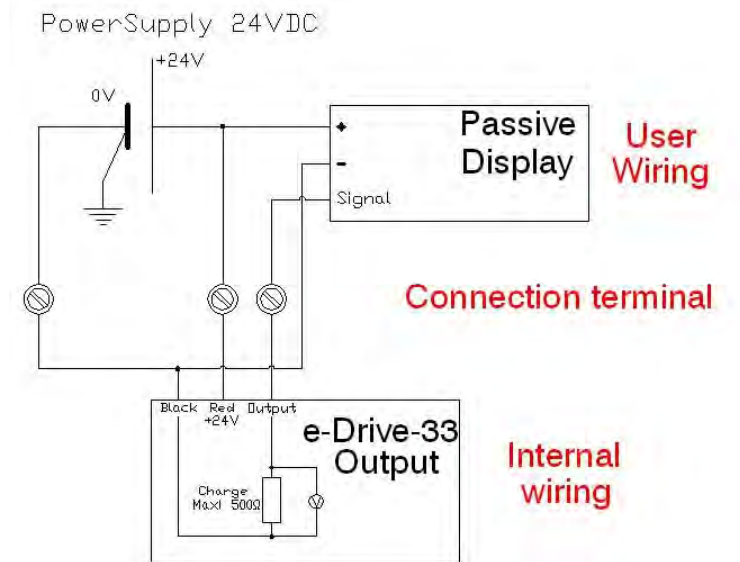 PowerSupply 24VDC
+24V
0V
+
Passive
Display
-
Signal
User
Wiring
Connection terminal
Black Red Output
+24V
e-Drive-33
Output
Charge
Maxi 500Ω
V
Internal
wiring